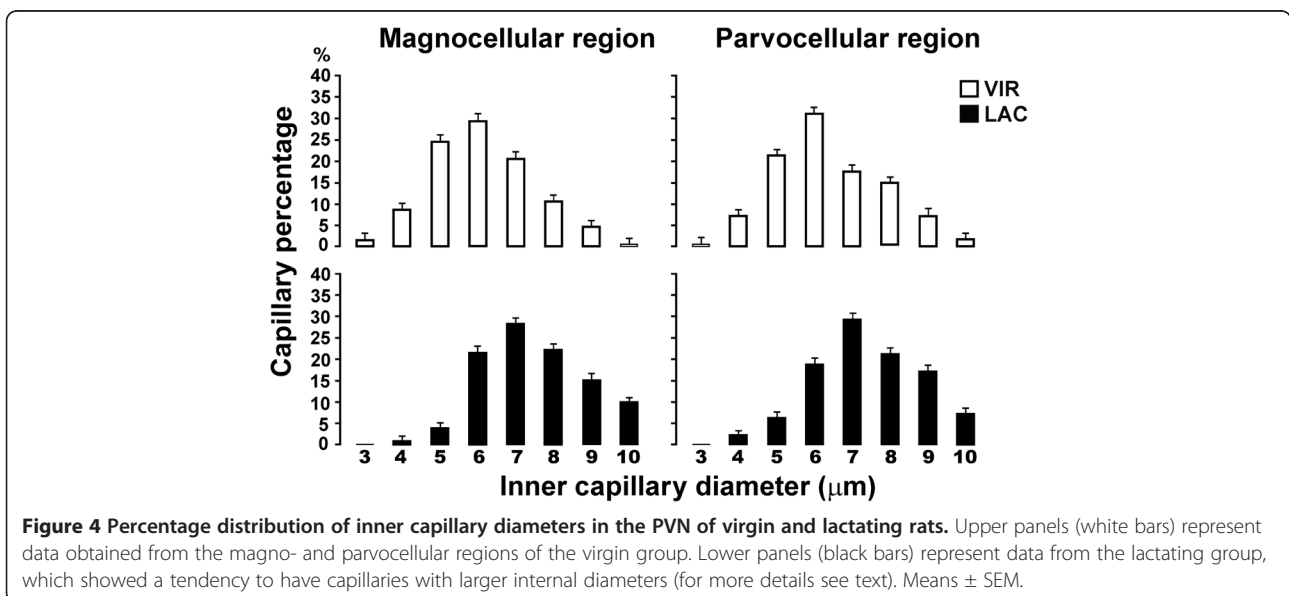 Magnocellular region
Parvocellular region
%
40
35
30
25
20
15
10
5
0
VIR
LAC
Capillary percentage
40
35
30
25
20
15
10
5
0
3 4 5 6 7 8 9 10
3 4 5 6 7 8 9 10
Inner capillary diameter (μm)
Figure 4 Percentage distribution of inner capillary diameters in the PVN of virgin and lactating rats. Upper panels (white bars) represent
data obtained from the magno- and parvocellular regions of the virgin group. Lower panels (black bars) represent data from the lactating group,
which showed a tendency to have capillaries with larger internal diameters (for more details see text). Means ± SEM.